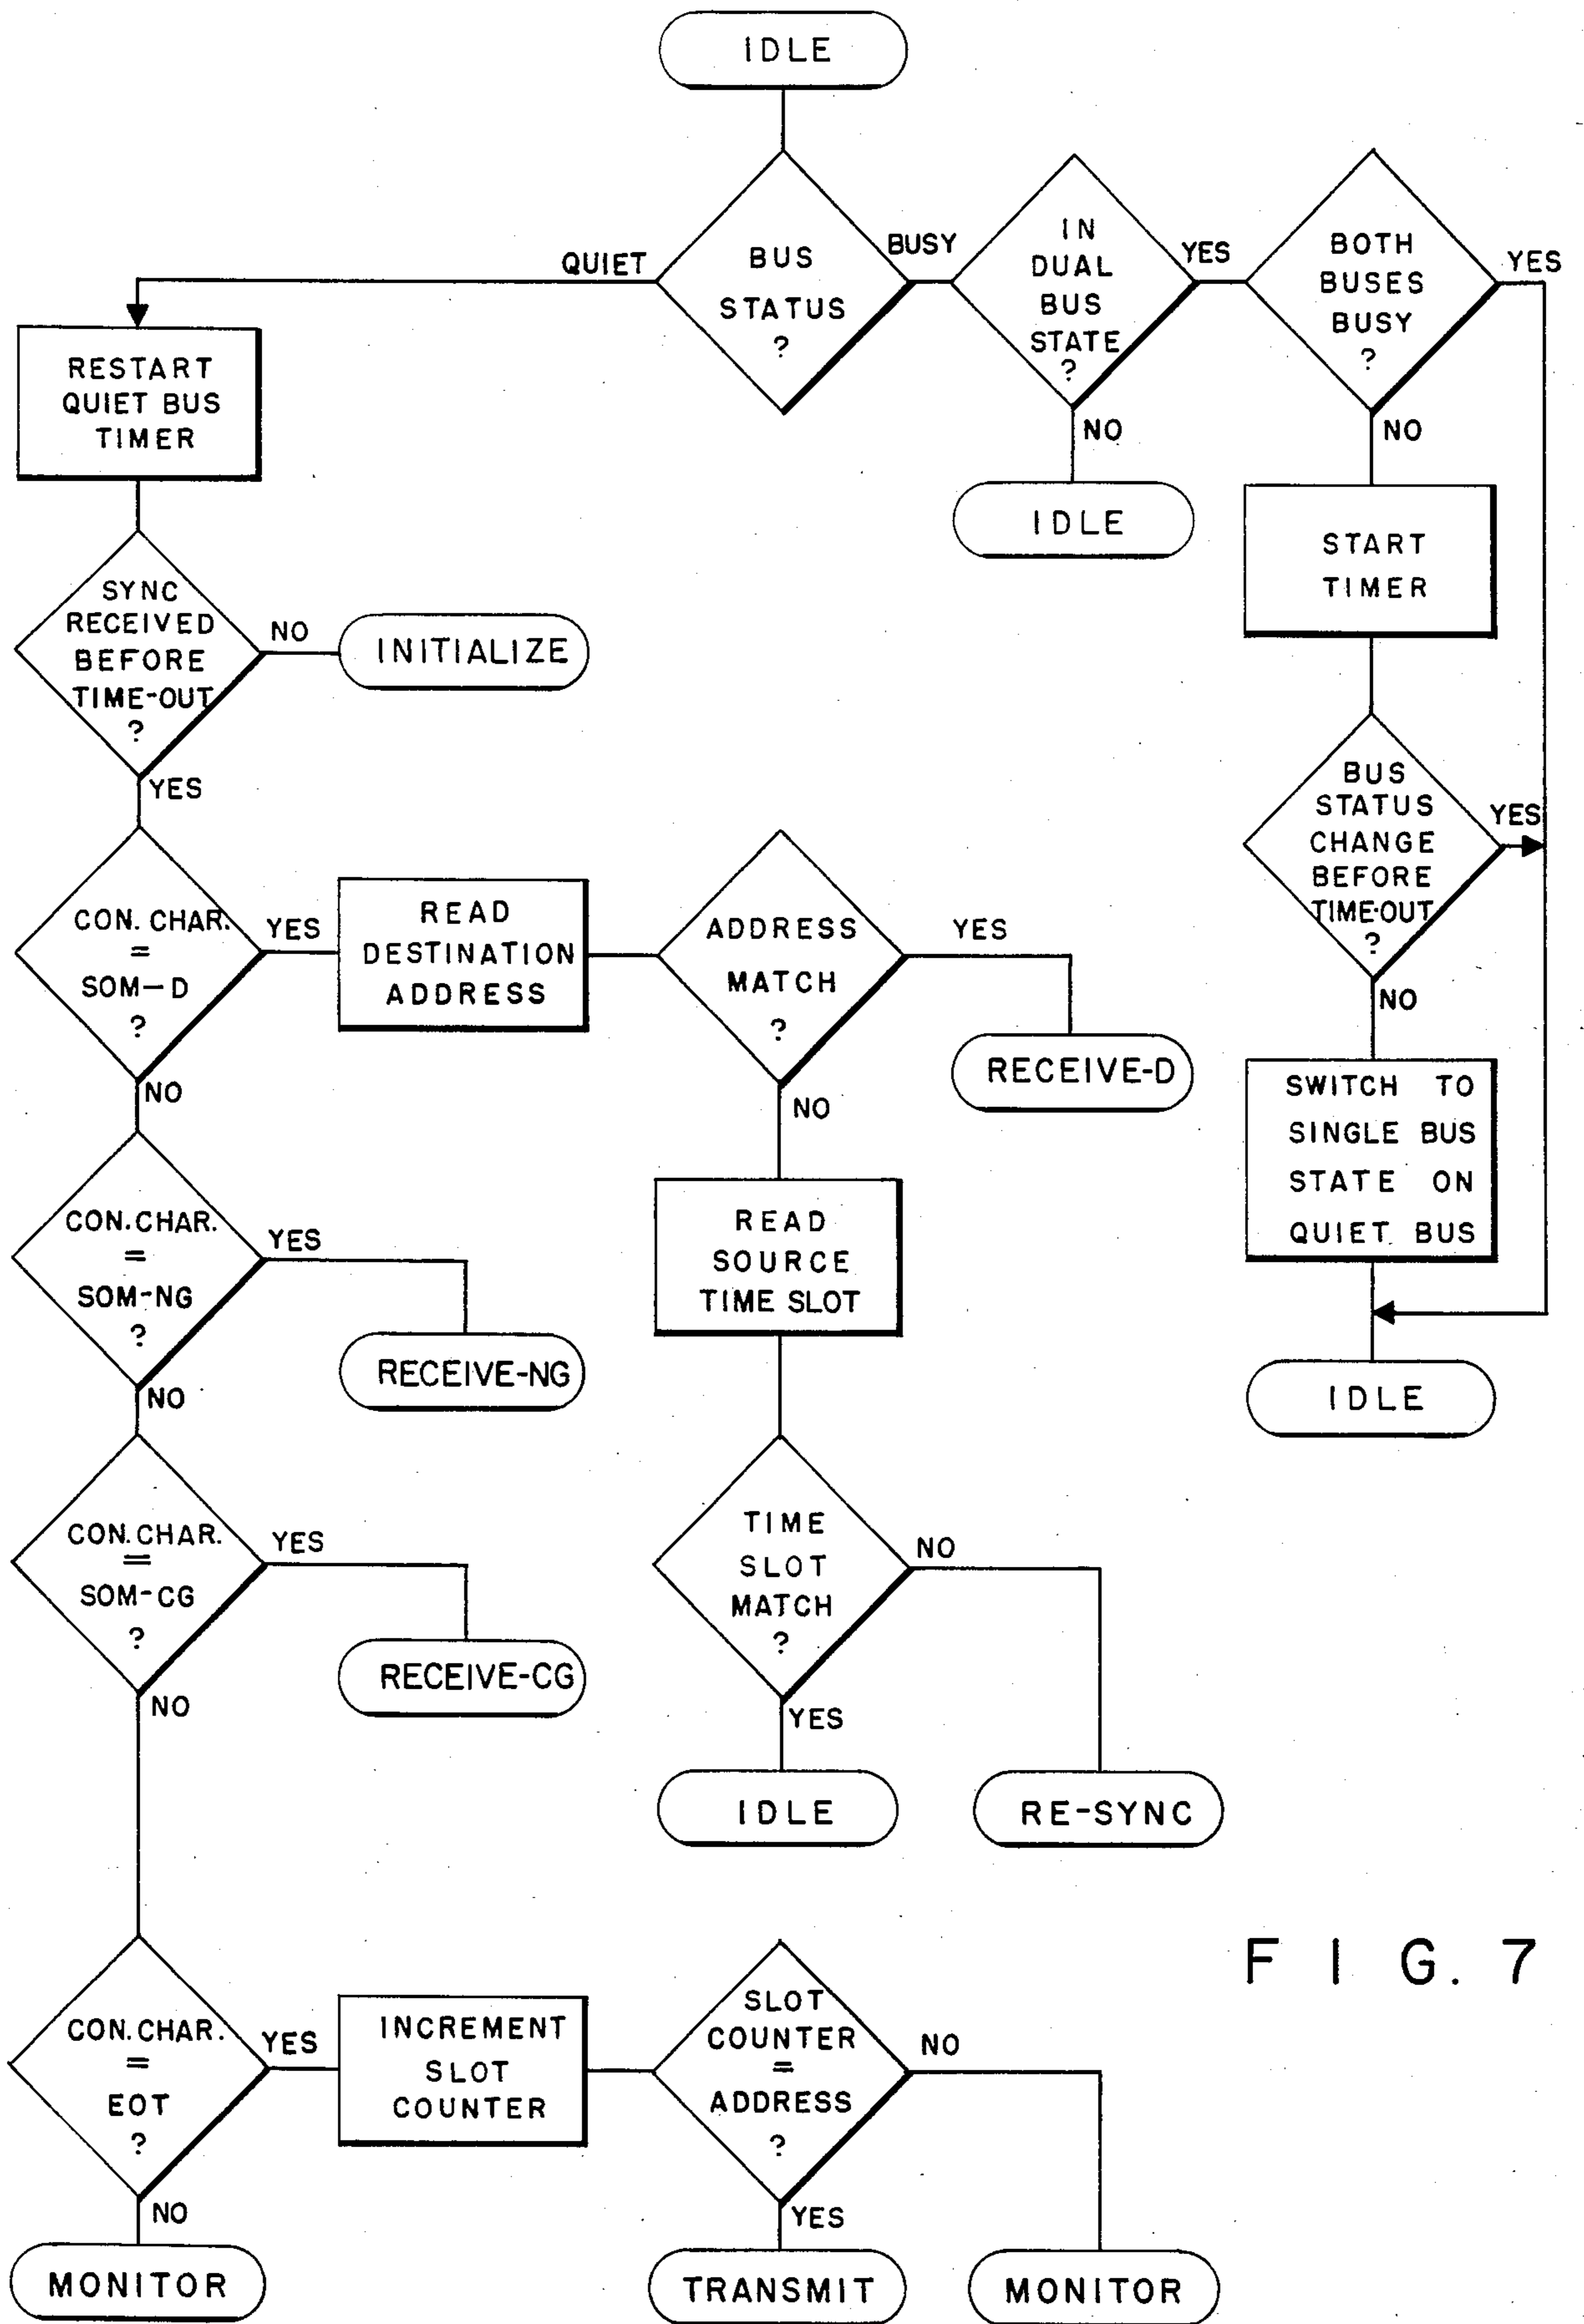 IDLE
BUS
STATUS
?
QUIET
BUSY
IN
DUAL
BUS
STATE
?
YES
NO
IDLE
BOTH
BUSES
BUSY
?
YES
NO
START
TIMER
BUS
STATUS
CHANGE
BEFORE
TIME-OUT
?
YES
NO
SWITCH TO
SINGLE BUS
STATE ON
QUIET BUS
IDLE
RESTART
QUIET BUS
TIMER
SYNC
RECEIVED
BEFORE
TIME-OUT
?
NO
INITIALIZE
YES
CON. CHAR.
=
SOM-D
?
YES
READ
DESTINATION
ADDRESS
ADDRESS
MATCH
?
YES
RECEIVE-D
NO
READ
SOURCE
TIME SLOT
TIME
SLOT
MATCH
?
NO
RE-SYNC
YES
IDLE
NO
CON. CHAR.
=
SOM-NG
?
YES
RECEIVE-NG
NO
CON. CHAR.
=
SOM-CG
?
YES
RECEIVE-CG
NO
CON. CHAR.
=
EOT
?
YES
INCREMENT
SLOT
COUNTER
SLOT
COUNTER
=
ADDRESS
?
NO
MONITOR
YES
TRANSMIT
NO
MONITOR
FIG. 7